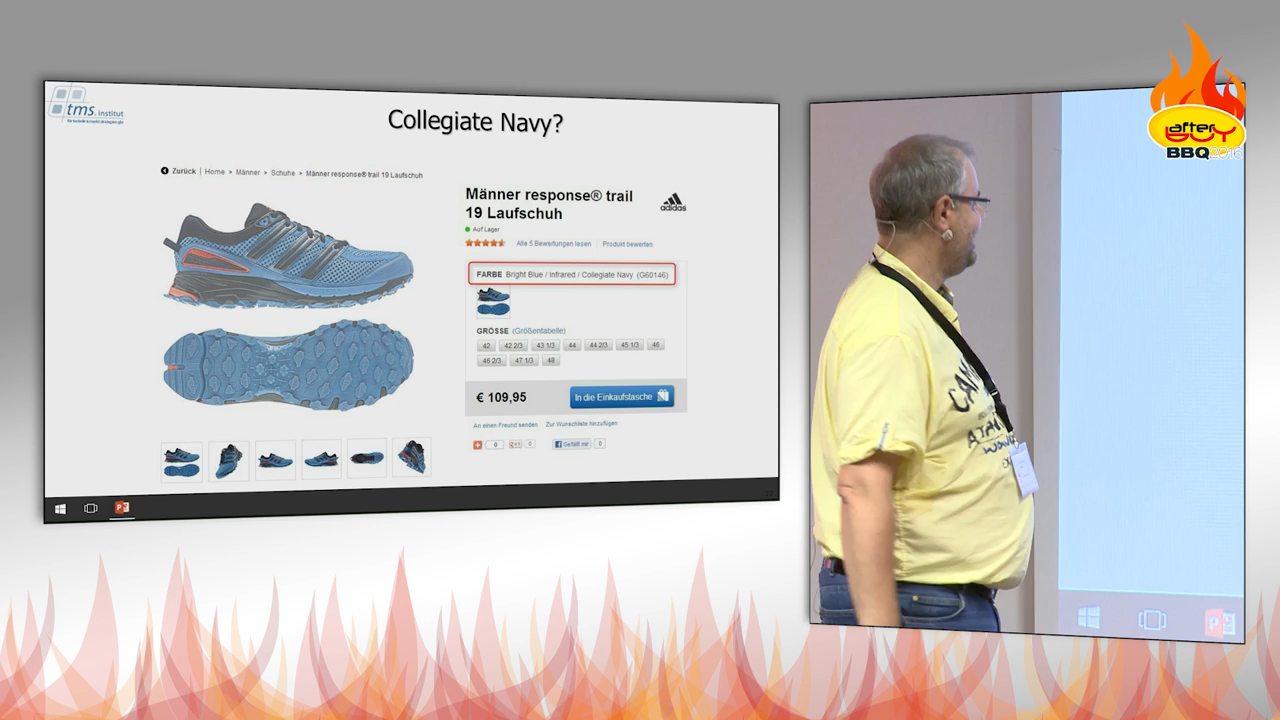 tms. institut
Collegiate Navy?
Zurück | Home > Männer > Schuhe > Männer response® trail 19 Laufschuh
Männer response® trail
19 Laufschuh
adidas
Auf Lager
Alle 5 Bewertungen lesen | Produkt bewerten
FARBE Bright Blue / Infrared / Collegiate Navy (G60146)
GRÖSSE (Größentabelle)
42 42 2/3 43 1/3 44 44 2/3 45 1/3 46
46 2/3 47 1/3 48
€ 109,95
In die Einkaufstasche
An einen Freund senden Zur Wunschliste hinzufügen
0 0 Gefällt mir 0
after
BUY
BBQ2016
CAM